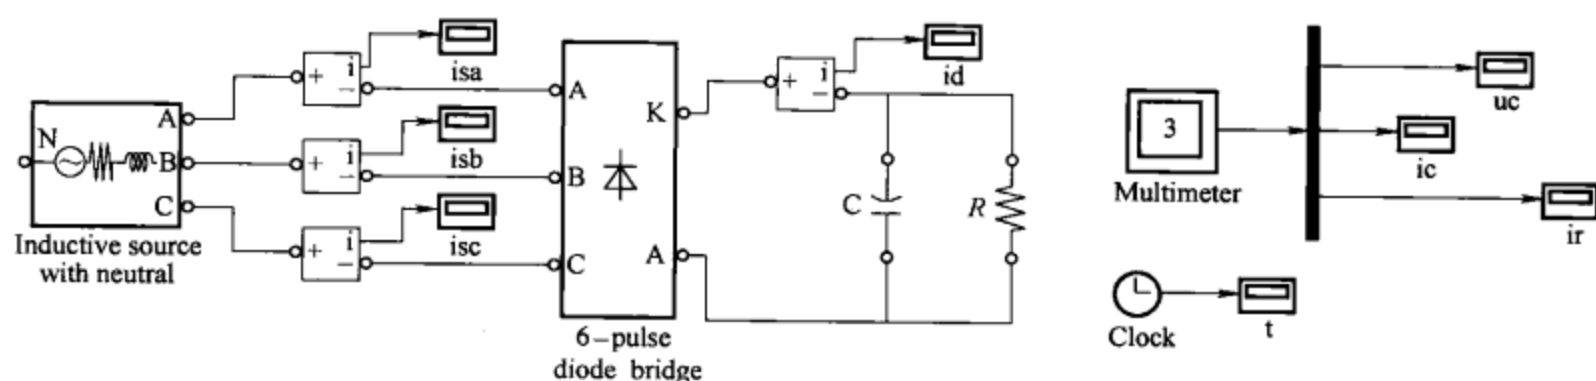 N
A
B
C
Inductive source
with neutral
+
i
−
isa
+
i
−
isb
+
i
−
isc
A
B
C
K
A
6−pulse
diode bridge
+
i
−
id
C
R
3
Multimeter
uc
ic
ir
Clock
t